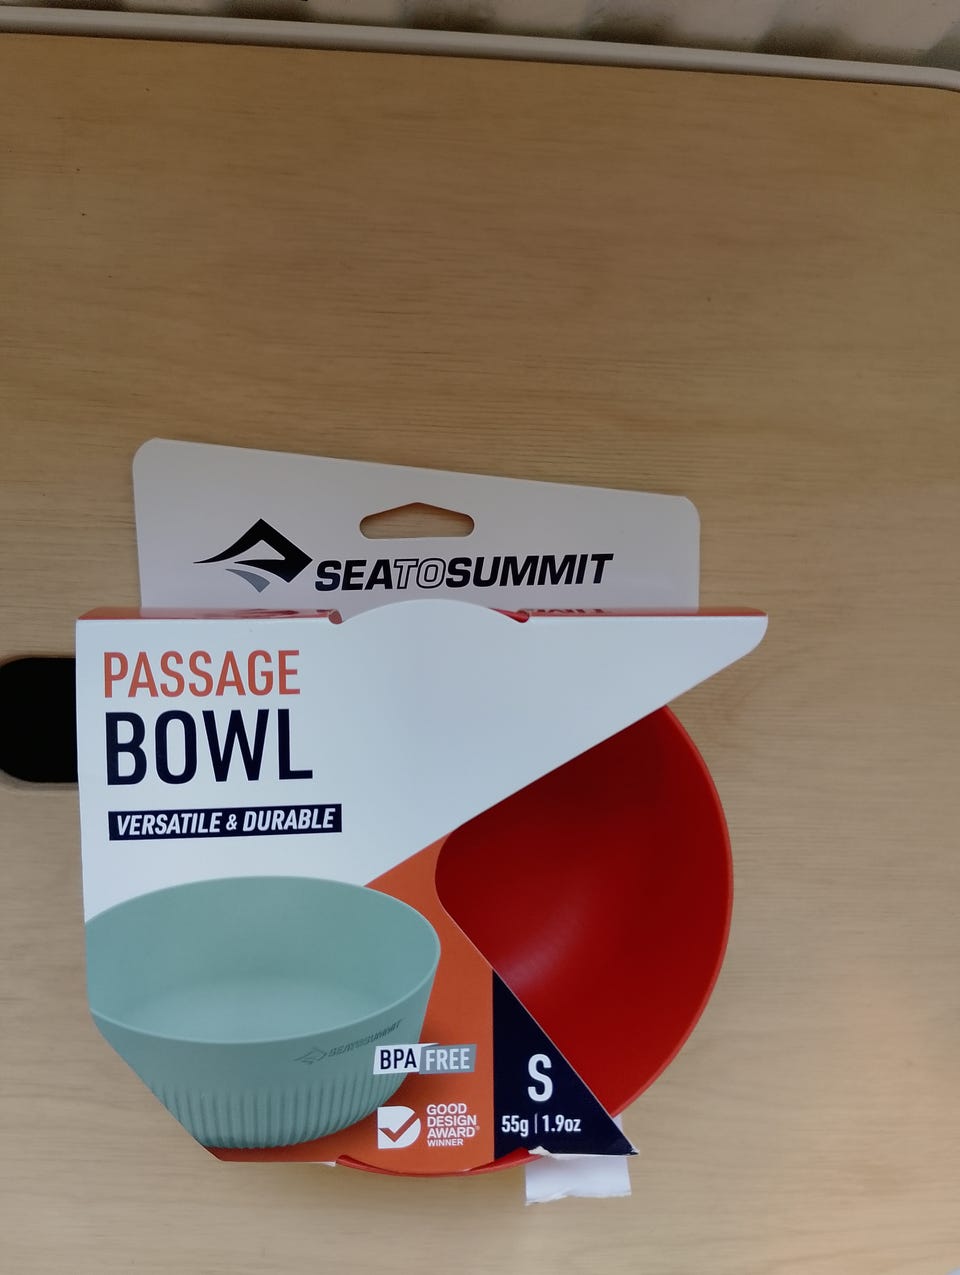 SEATOSUMMIT
PASSAGE
BOWL
VERSATILE & DURABLE
SEATOSUMMIT
BPA FREE
GOOD
DESIGN
AWARD®
WINNER
S
55g | 1.9oz